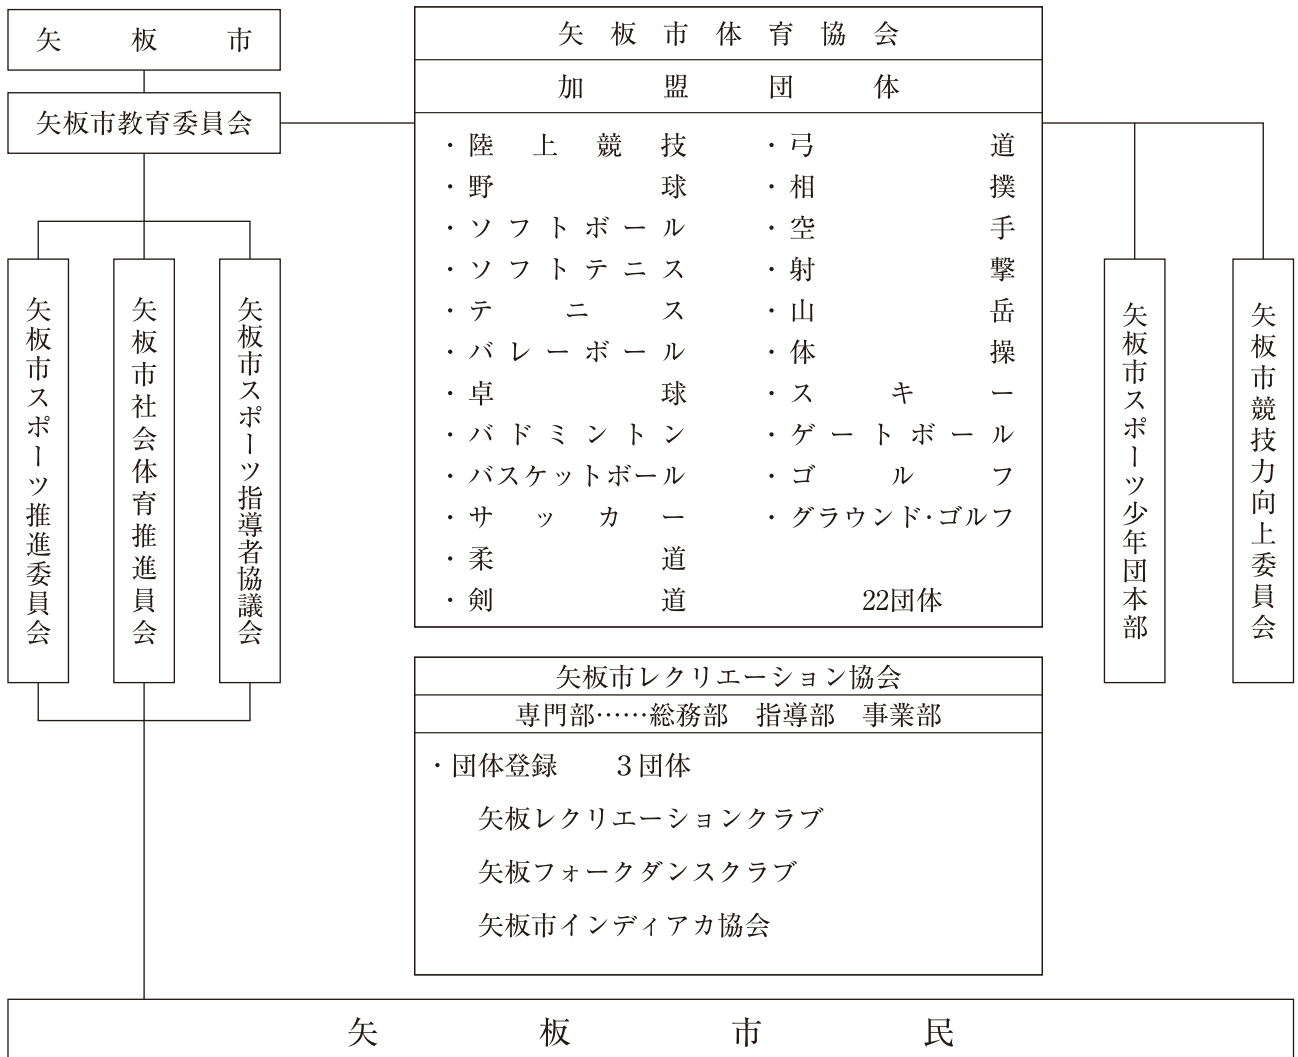 矢板市
矢板市教育委員会
矢板市スポーツ推進委員会
矢板市社会体育推進員会
矢板市スポーツ指導者協議会
矢板市体育協会
加盟団体
・陸上競技
・野球
・ソフトボール
・ソフトテニス
・テニス
・バレーボール
・卓球
・バドミントン
・バスケットボール
・サッカー
・柔道
・剣道
・弓道
・相撲
・空手
・射撃
・山岳
・体操
・スキー
・ゲートボール
・ゴルフ
・グラウンド・ゴルフ
22団体
矢板市スポーツ少年団本部
矢板市競技力向上委員会
矢板市レクリエーション協会
専門部……総務部　指導部　事業部
・団体登録　　３団体
矢板レクリエーションクラブ
矢板フォークダンスクラブ
矢板市インディアカ協会
矢板市民